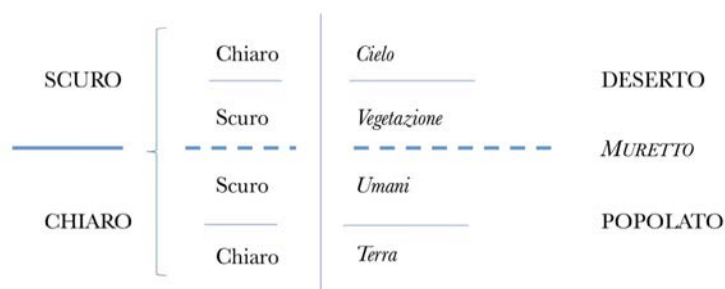 Chiaro Cielo
SCURO DESERTO
Scuro Vegetazione
MURETTO
Scuro Umani
CHIARO POPOLATO
Chiaro Terra